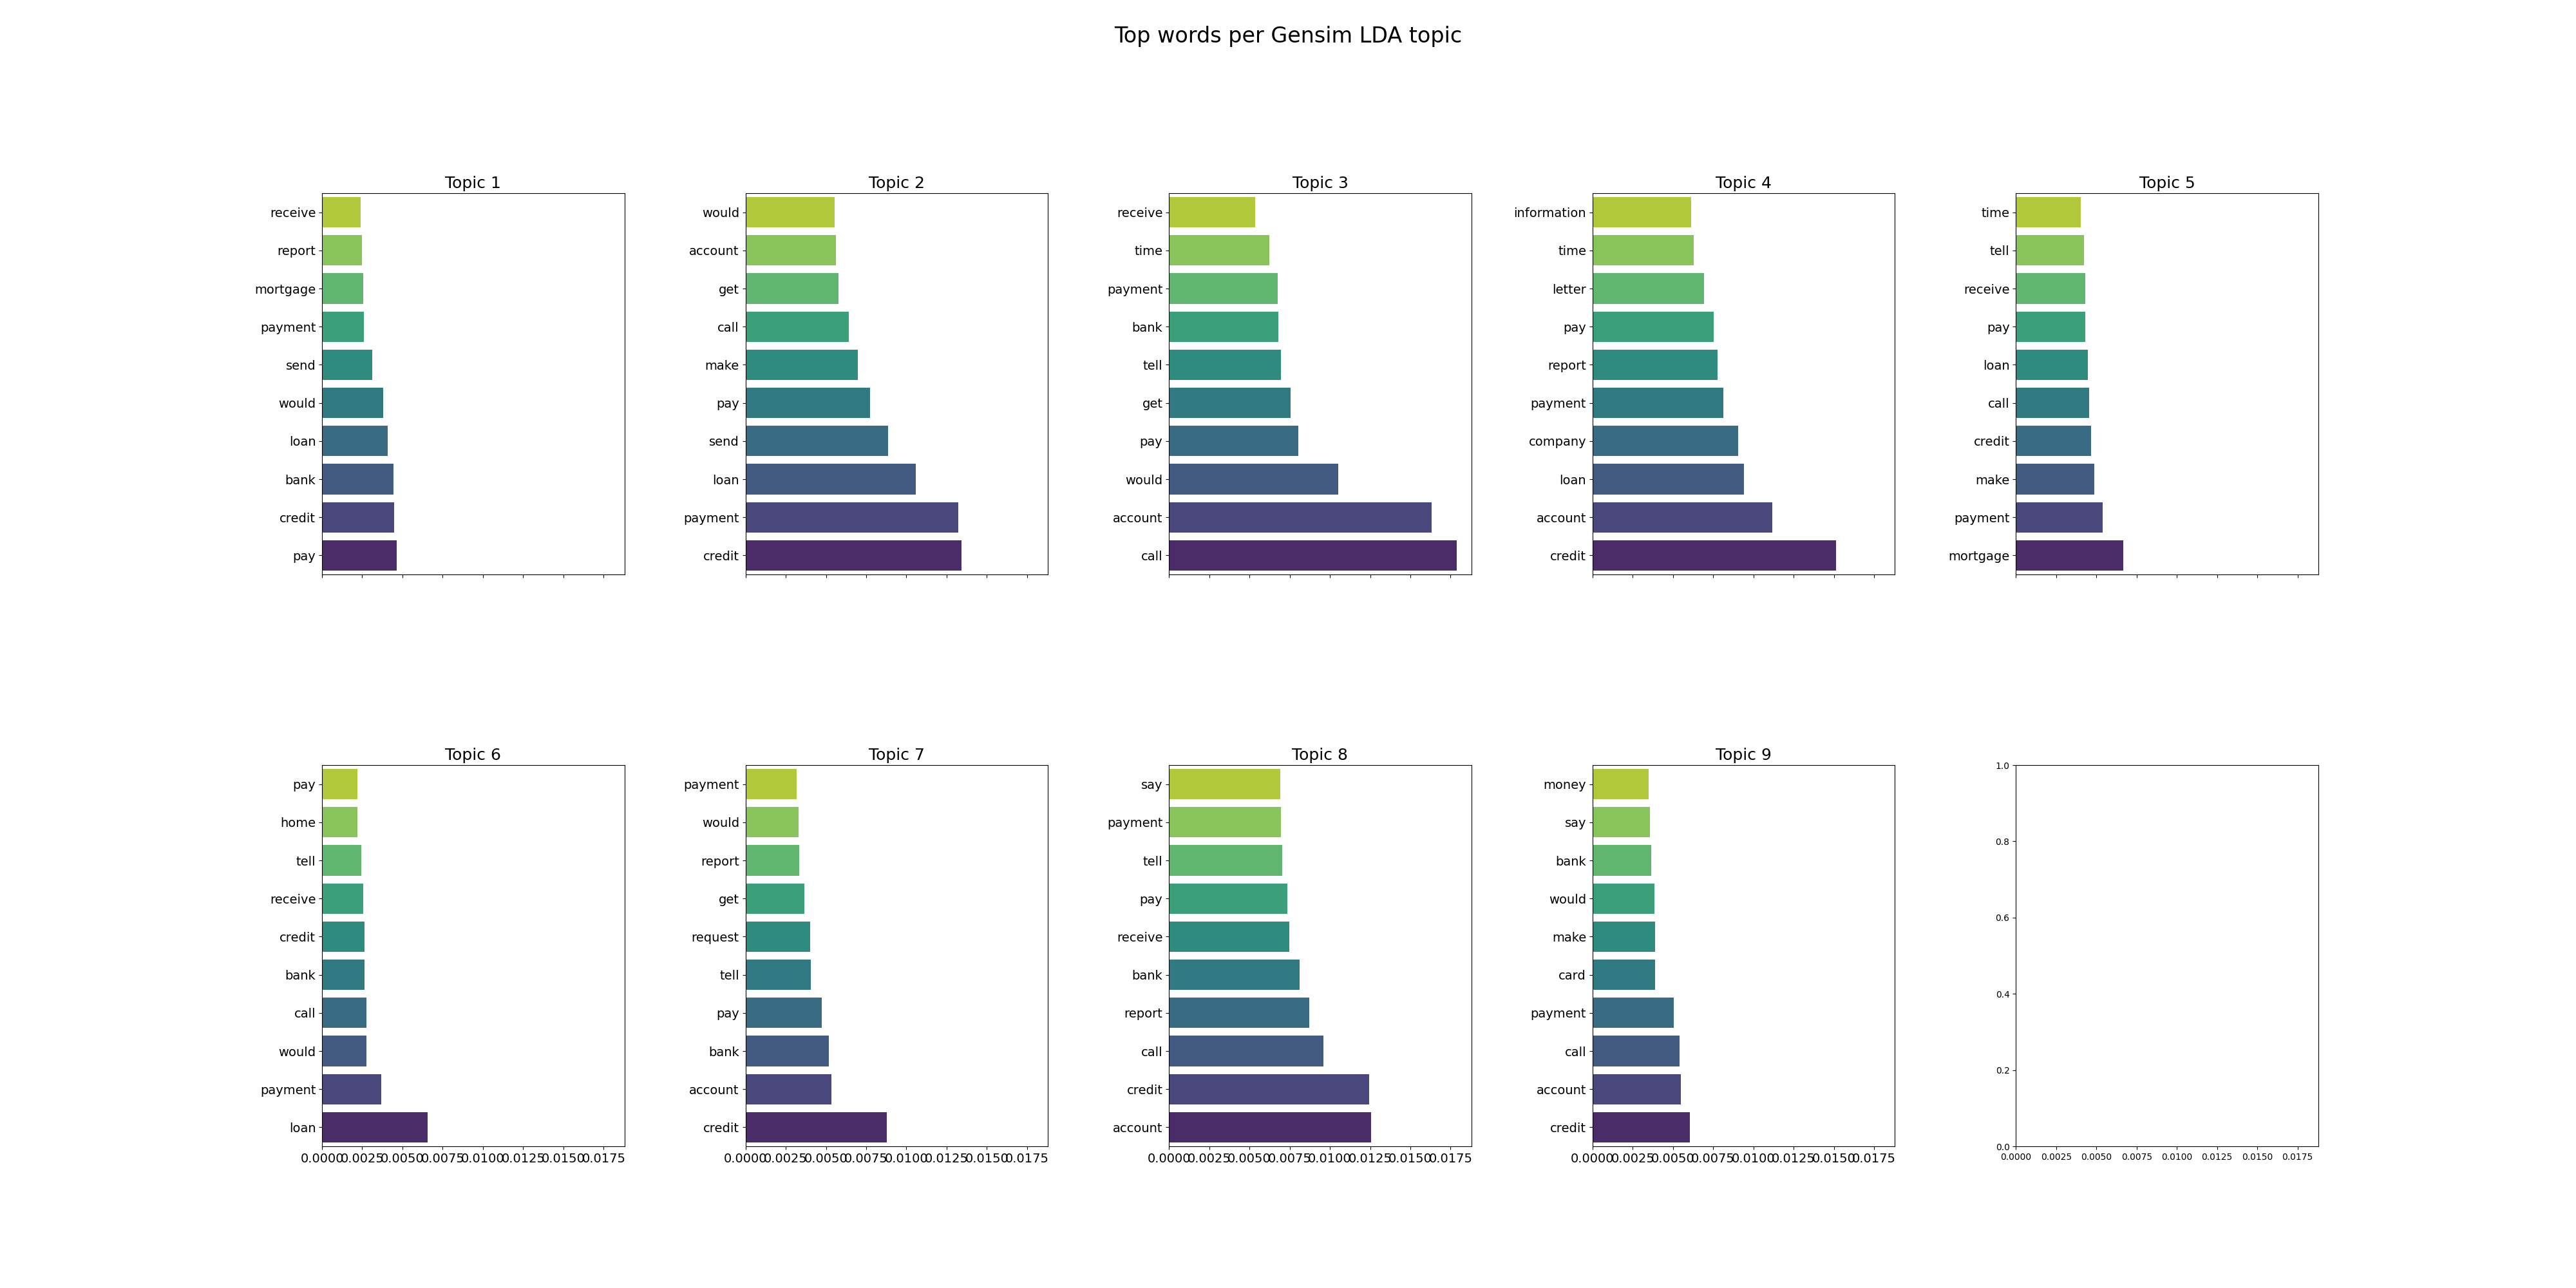 Top words per Gensim LDA topic
Topic 1
receive
report
mortgage
payment
send
would
loan
bank
credit
pay
Topic 2
would
account
get
call
make
pay
send
loan
payment
credit
Topic 3
receive
time
payment
bank
tell
get
pay
would
account
call
Topic 4
information
time
letter
pay
report
payment
company
loan
account
credit
Topic 5
time
tell
receive
pay
loan
call
credit
make
payment
mortgage
Topic 6
pay
home
tell
receive
credit
bank
call
would
payment
loan
0.0000 0.0025 0.0050 0.0075 0.0100 0.0125 0.0150 0.0175
Topic 7
payment
would
report
get
request
tell
pay
bank
account
credit
0.0000 0.0025 0.0050 0.0075 0.0100 0.0125 0.0150 0.0175
Topic 8
say
payment
tell
pay
receive
bank
report
call
credit
account
0.0000 0.0025 0.0050 0.0075 0.0100 0.0125 0.0150 0.0175
Topic 9
money
say
bank
would
make
card
payment
call
account
credit
0.0000 0.0025 0.0050 0.0075 0.0100 0.0125 0.0150 0.0175
1.0
0.8
0.6
0.4
0.2
0.0
0.0000 0.0025 0.0050 0.0075 0.0100 0.0125 0.0150 0.0175